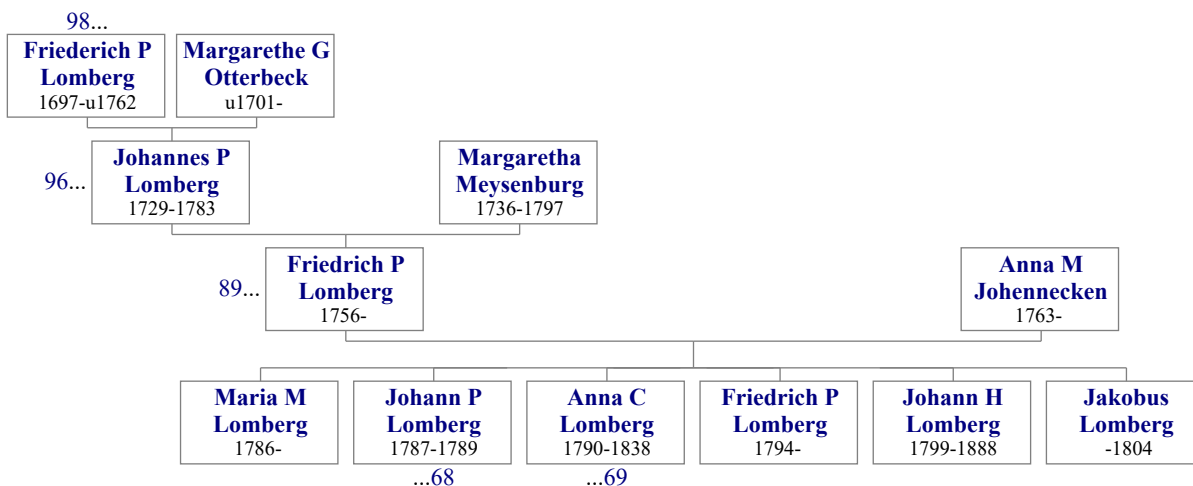 98...
Friederich P
Lomberg
1697-u1762
Margarethe G
Otterbeck
u1701-
96...
Johannes P
Lomberg
1729-1783
Margaretha
Meysenburg
1736-1797
89...
Friedrich P
Lomberg
1756-
Anna M
Johennecken
1763-
Maria M
Lomberg
1786-
Johann P
Lomberg
1787-1789
...68
Anna C
Lomberg
1790-1838
...69
Friedrich P
Lomberg
1794-
Johann H
Lomberg
1799-1888
Jakobus
Lomberg
-1804